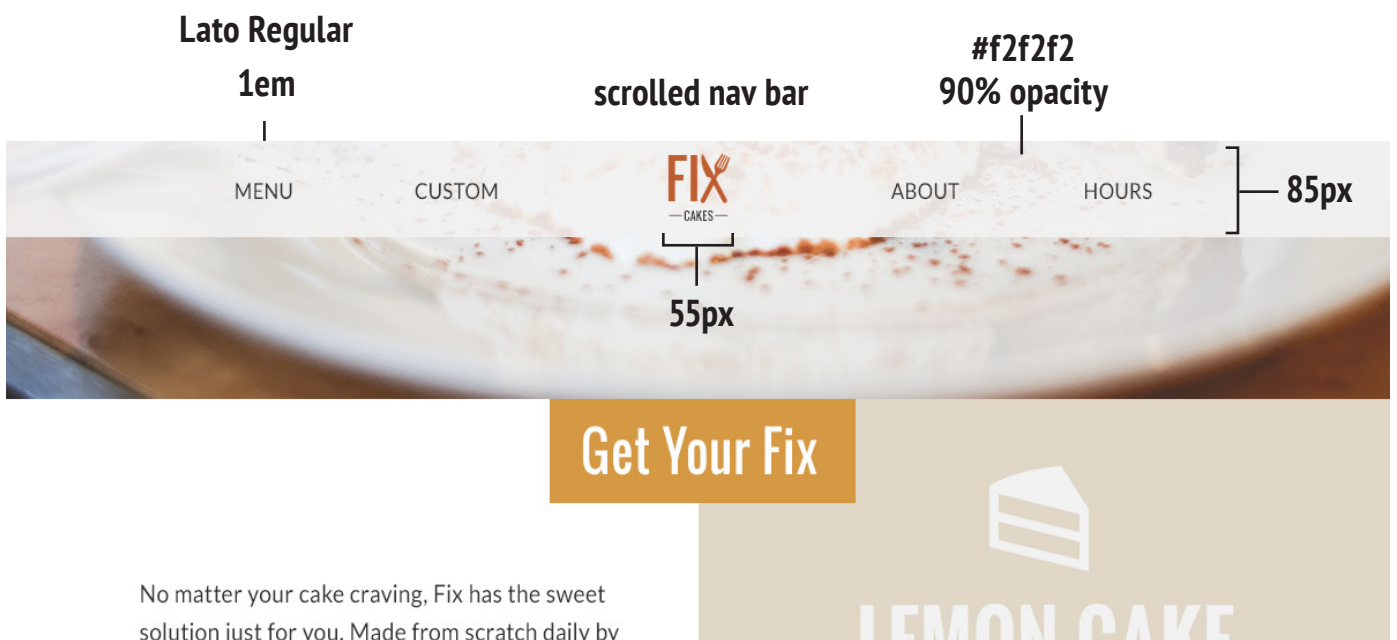 Lato Regular
1em
scrolled nav bar
#f2f2f2
90% opacity
MENU
CUSTOM
FIX
CAKES
ABOUT
HOURS
85px
55px
Get Your Fix
No matter your cake craving, Fix has the sweet
solution just for you. Made from scratch daily by
LEMON CAKE